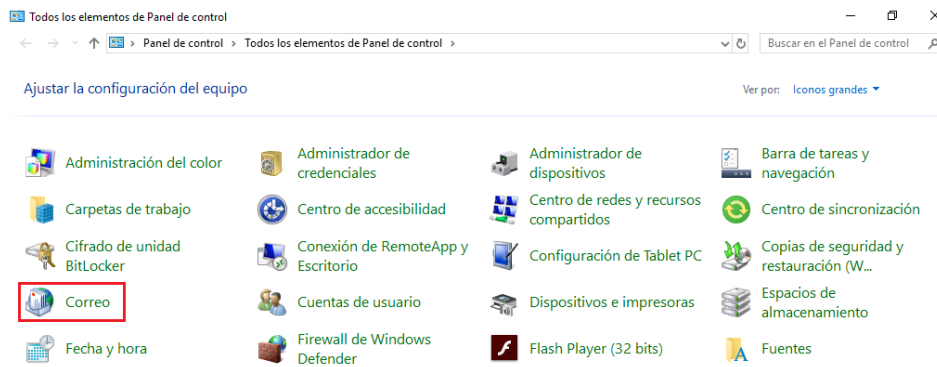 Todos los elementos de Panel de control
Panel de control > Todos los elementos de Panel de control >
Buscar en el Panel de control
Ajustar la configuración del equipo
Ver por: Iconos grandes
Administración del color
Administrador de
credenciales
Administrador de
dispositivos
Barra de tareas y
navegación
Carpetas de trabajo
Centro de accesibilidad
Centro de redes y recursos
compartidos
Centro de sincronización
Cifrado de unidad
BitLocker
Conexión de RemoteApp y
Escritorio
Configuración de Tablet PC
Copias de seguridad y
restauración (W...
Correo
Cuentas de usuario
Dispositivos e impresoras
Espacios de
almacenamiento
Fecha y hora
Firewall de Windows
Defender
Flash Player (32 bits)
Fuentes